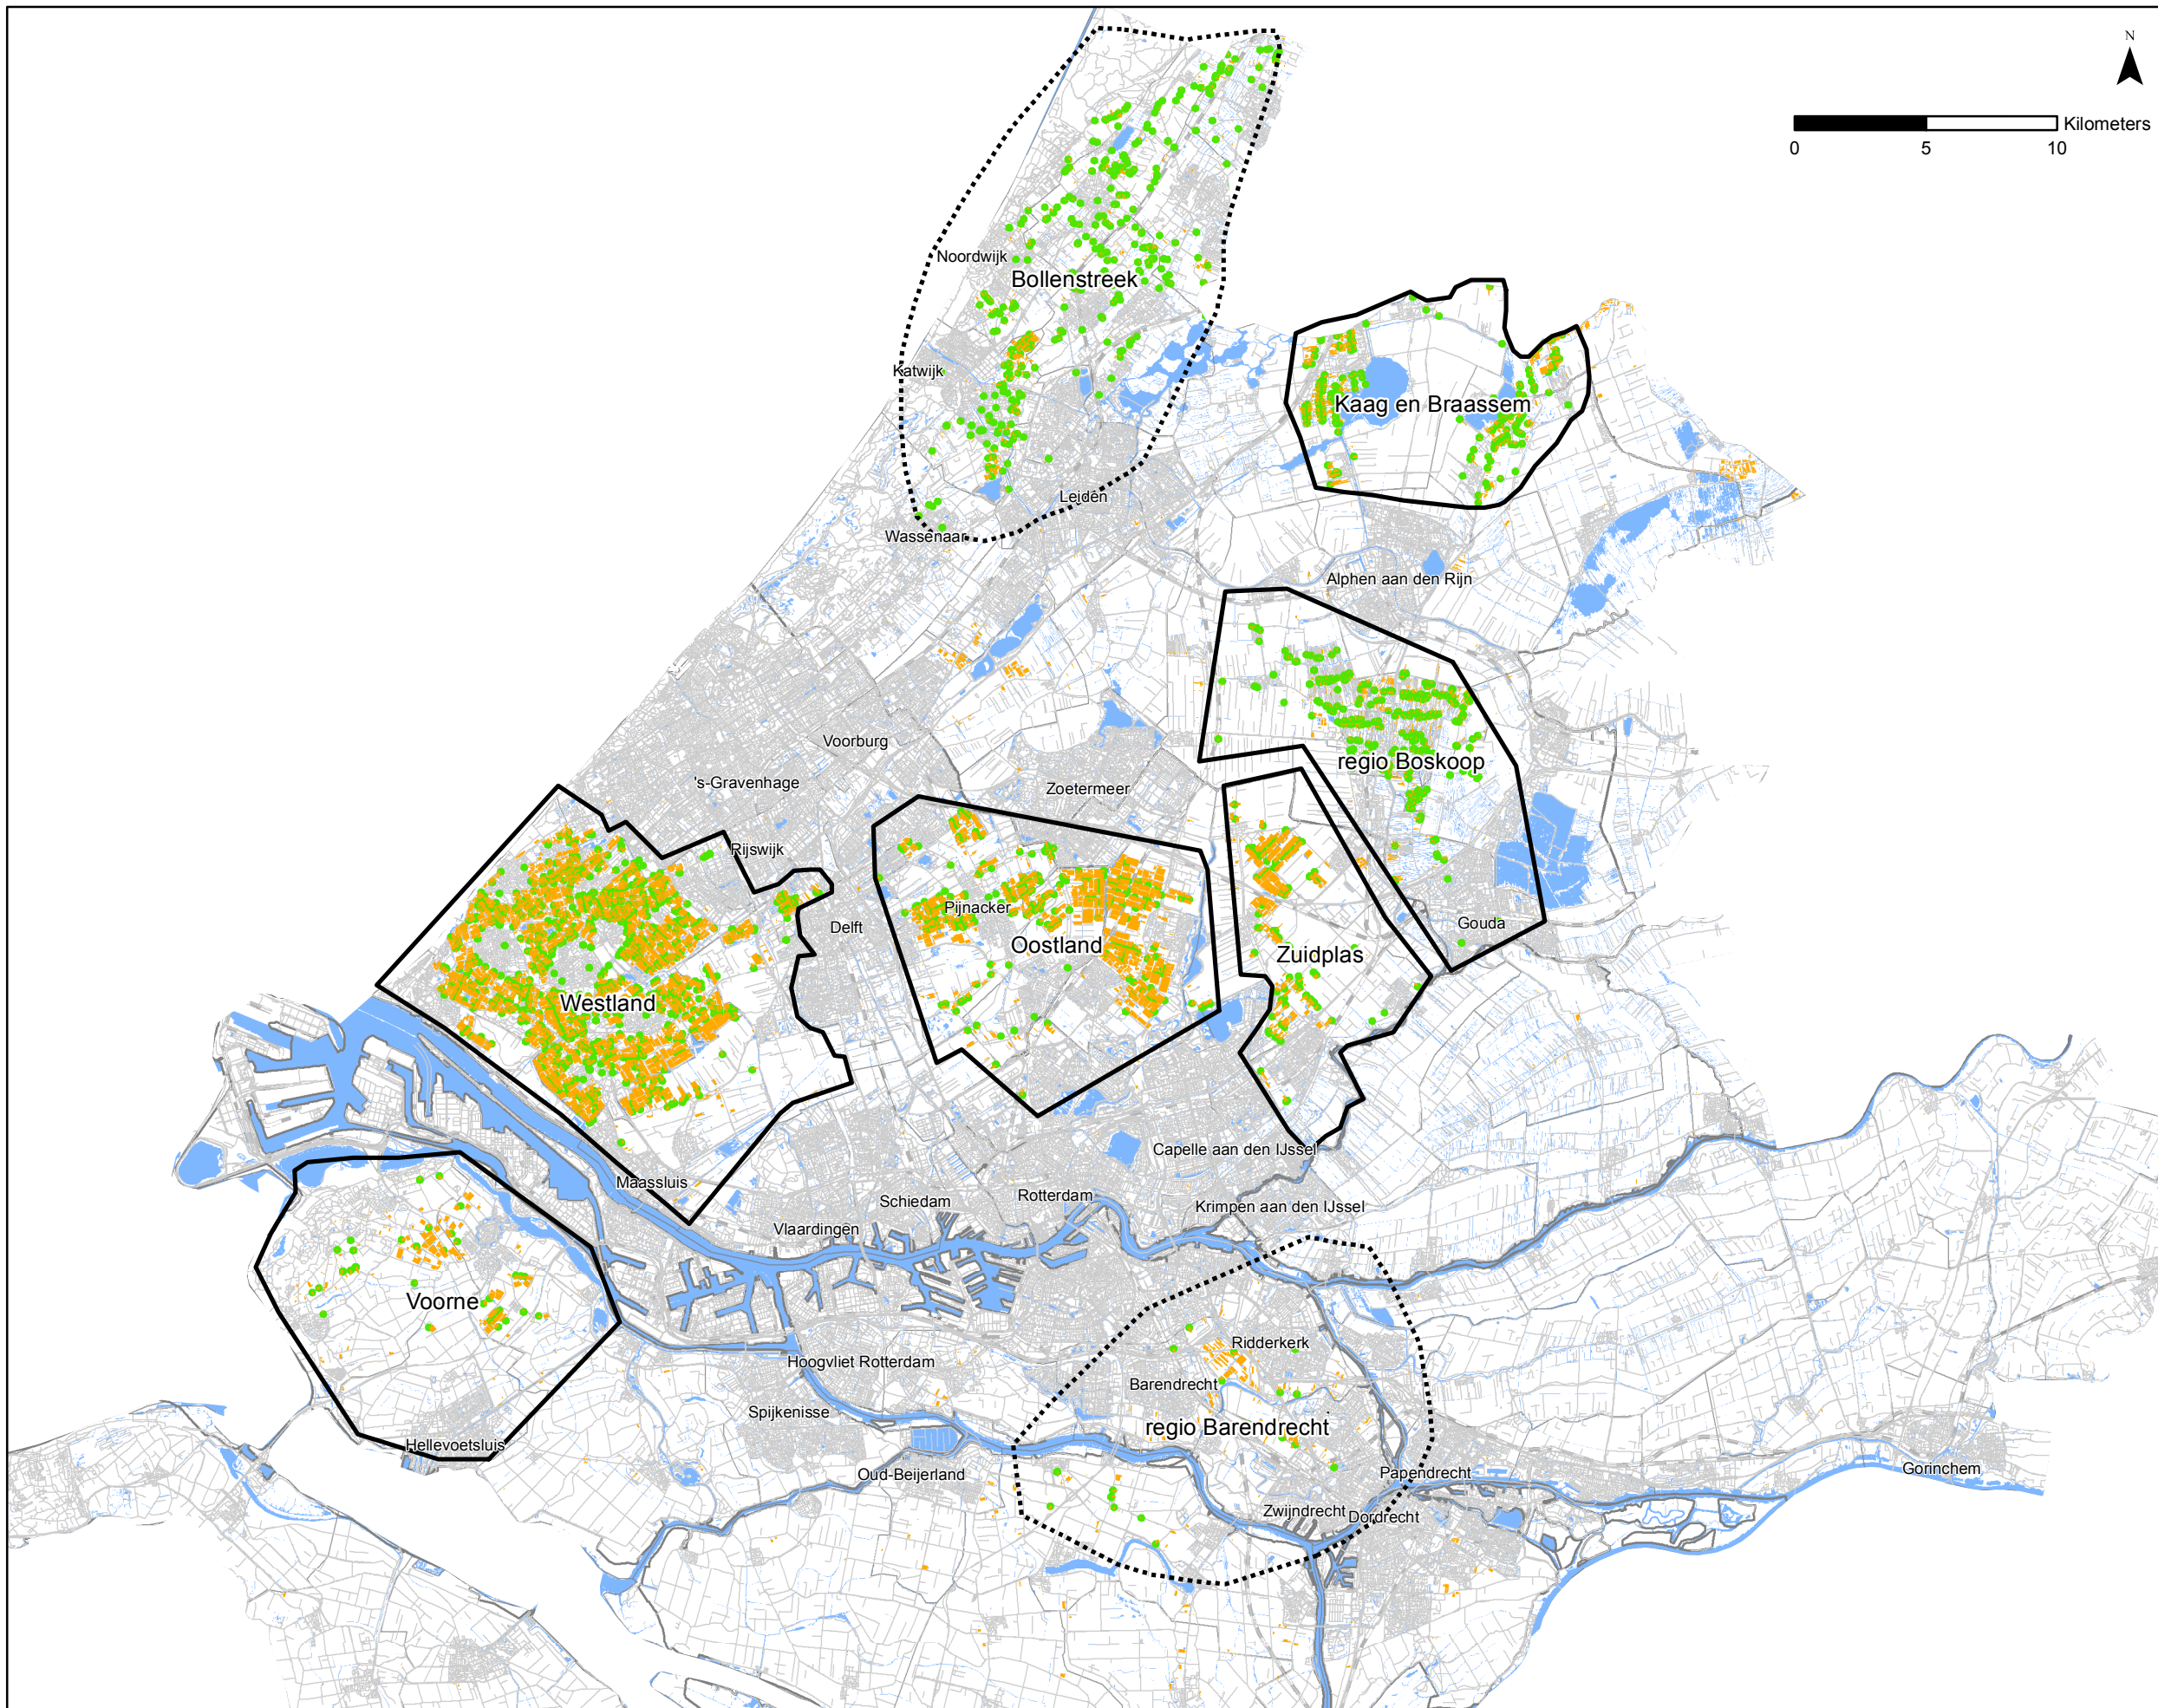 N
Kilometers
0 5 10
Noordwijk
Bollenstreek
Katwijk
Kaag en Braassem
Leiden
Wassenaar
Alphen aan den Rijn
Voorburg
regio Boskoop
's-Gravenhage
Zoetermeer
Rijswijk
Pijnacker
Delft
Gouda
Oostland
Zuidplas
Westland
Capelle aan den IJssel
Maassluis
Schiedam
Rotterdam
Krimpen aan den IJssel
Vlaardingen
Voorne
Ridderkerk
Hoogvliet Rotterdam
Barendrecht
Spijkenisse
regio Barendrecht
Hellevoetsluis
Oud-Beijerland
Papendrecht
Gorinchem
Zwijndrecht
Dordrecht